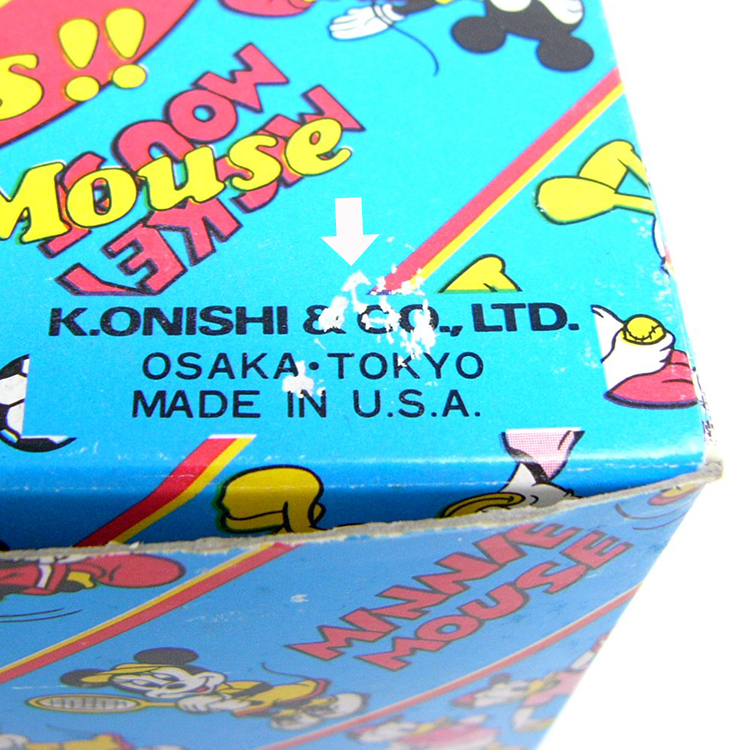 s!!
Mouse
MICKEY
MOUSE
K.ONISHI & CO., LTD.
OSAKA・TOKYO
MADE IN U.S.A.
MINNIE
MOUSE